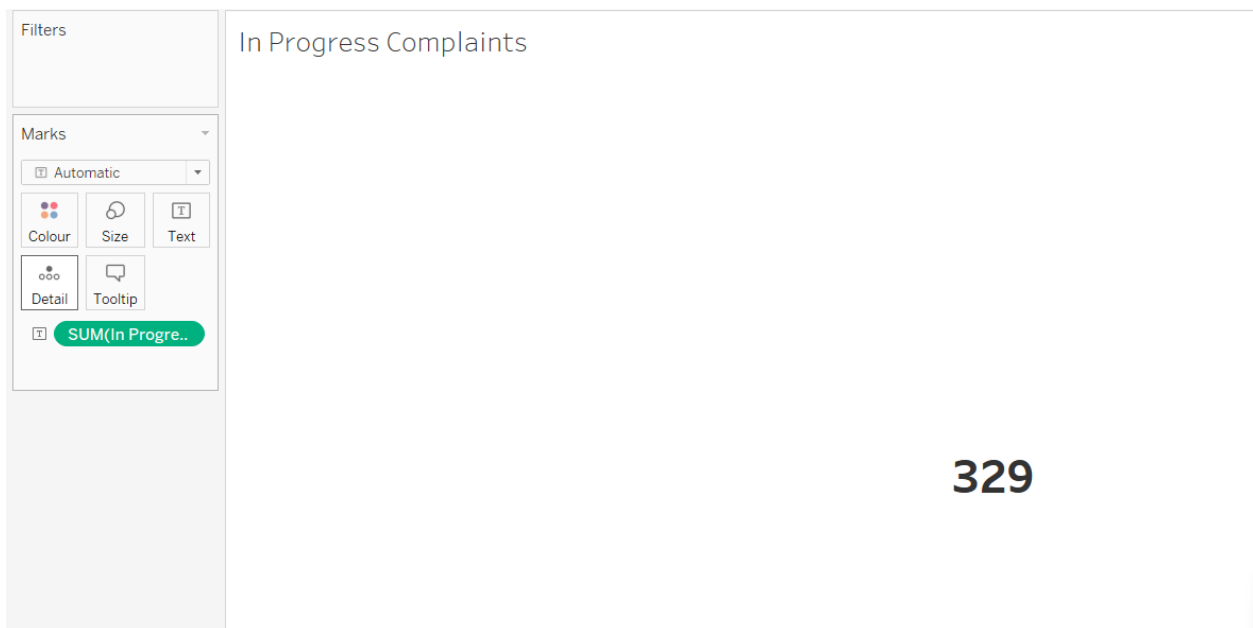 Filters
In Progress Complaints
Marks
Automatic
Colour Size Text
Detail Tooltip
SUM(In Progre..
329